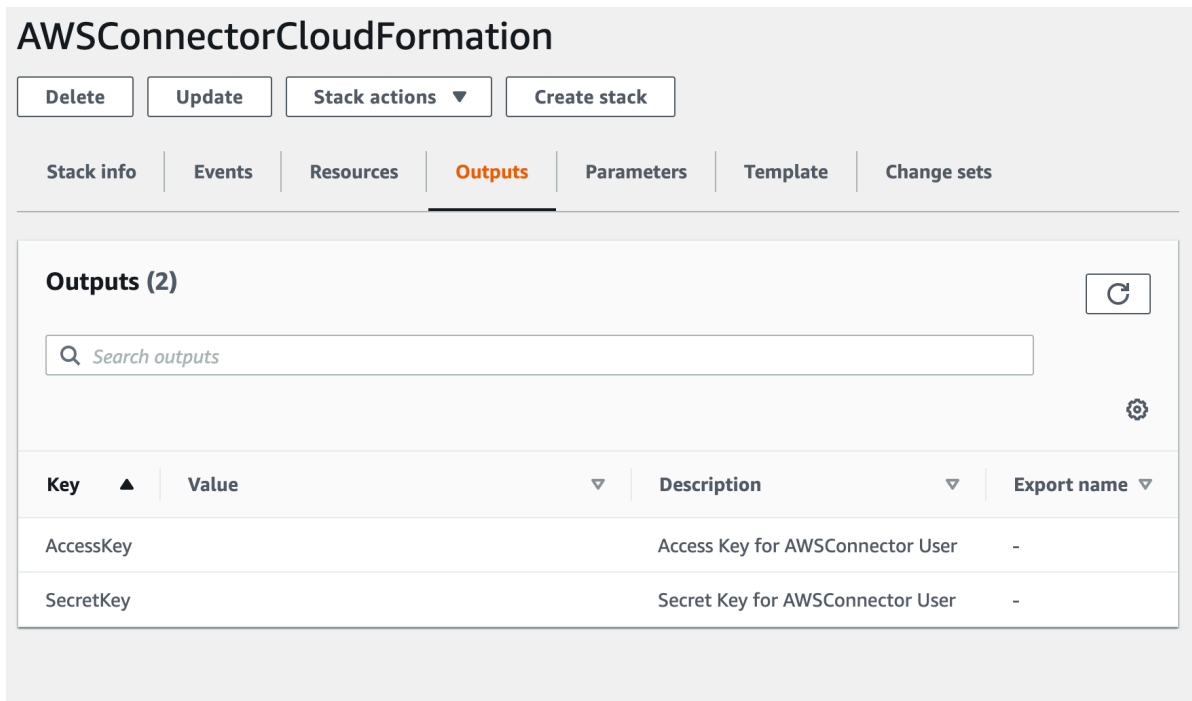 AWSConnectorCloudFormation
Delete Update Stack actions Create stack
Stack info Events Resources Outputs Parameters Template Change sets
Outputs (2)
Search outputs
Key Value Description Export name
AccessKey Access Key for AWSConnector User -
SecretKey Secret Key for AWSConnector User -